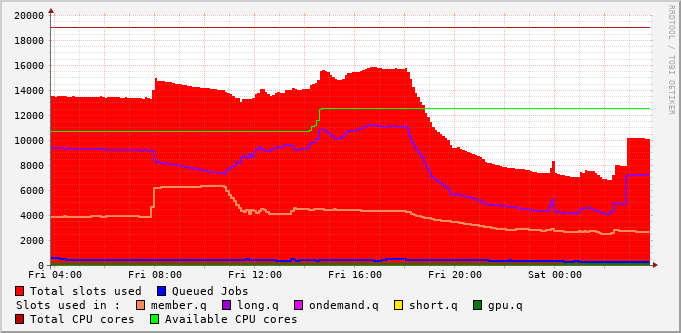 20000
18000
16000
14000
12000
10000
8000
6000
4000
2000
0
Fri 04:00 Fri 08:00 Fri 12:00 Fri 16:00 Fri 20:00 Sat 00:00
Total slots used Queued Jobs
Slots used in : member.q long.q ondemand.q short.q gpu.q
Total CPU cores Available CPU cores
RRDTOOL / TOBI OETIKER